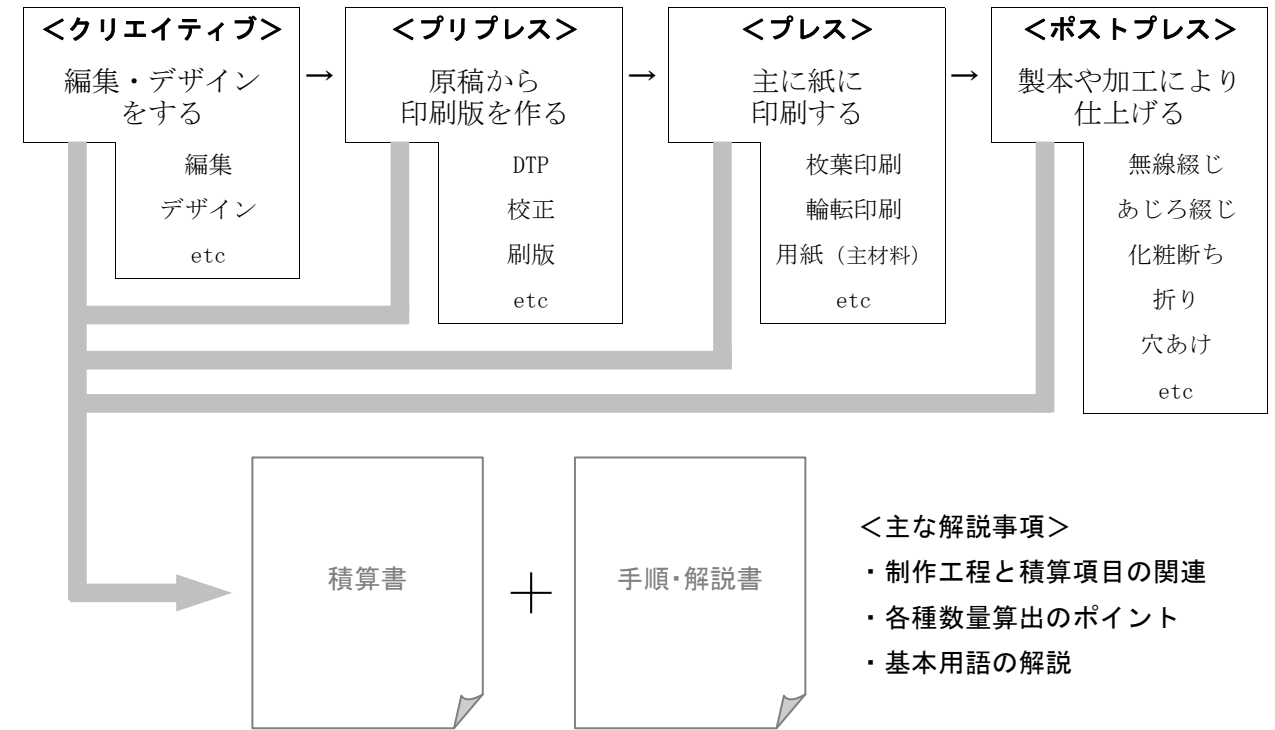 ＜クリエイティブ＞
編集・デザイン
をする
編集
デザイン
etc
→
＜プリプレス＞
原稿から
印刷版を作る
DTP
校正
刷版
etc
→
＜プレス＞
主に紙に
印刷する
枚葉印刷
輪転印刷
用紙（主材料）
etc
→
＜ポストプレス＞
製本や加工により
仕上げる
無線綴じ
あじろ綴じ
化粧断ち
折り
穴あけ
etc
積算書
＋
手順・解説書
＜主な解説事項＞
・制作工程と積算項目の関連
・各種数量算出のポイント
・基本用語の解説